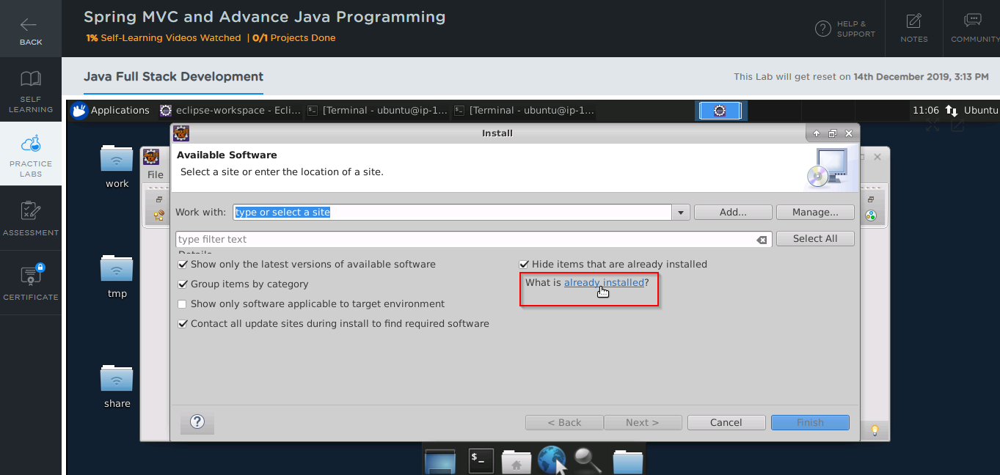 Spring MVC and Advance Java Programming
1% Self-Learning Videos Watched | 0/1 Projects Done
BACK
HELP &
SUPPORT
NOTES
COMMUNITY
SELF
LEARNING
PRACTICE
LABS
ASSESSMENT
CERTIFICATE
Java Full Stack Development
This Lab will get reset on 14th December 2019, 3:13 PM
Applications
eclipse-workspace - Ecli...
[Terminal - ubuntu@ip-1...
[Terminal - ubuntu@ip-1...
11:06
Ubuntu
work
tmp
share
File
Install
Available Software
Select a site or enter the location of a site.
Work with:
type or select a site
Add...
Manage...
type filter text
Select All
Details
Show only the latest versions of available software
Hide items that are already installed
Group items by category
What is already installed?
Show only software applicable to target environment
Contact all update sites during install to find required software
?
< Back
Next >
Cancel
Finish
$_